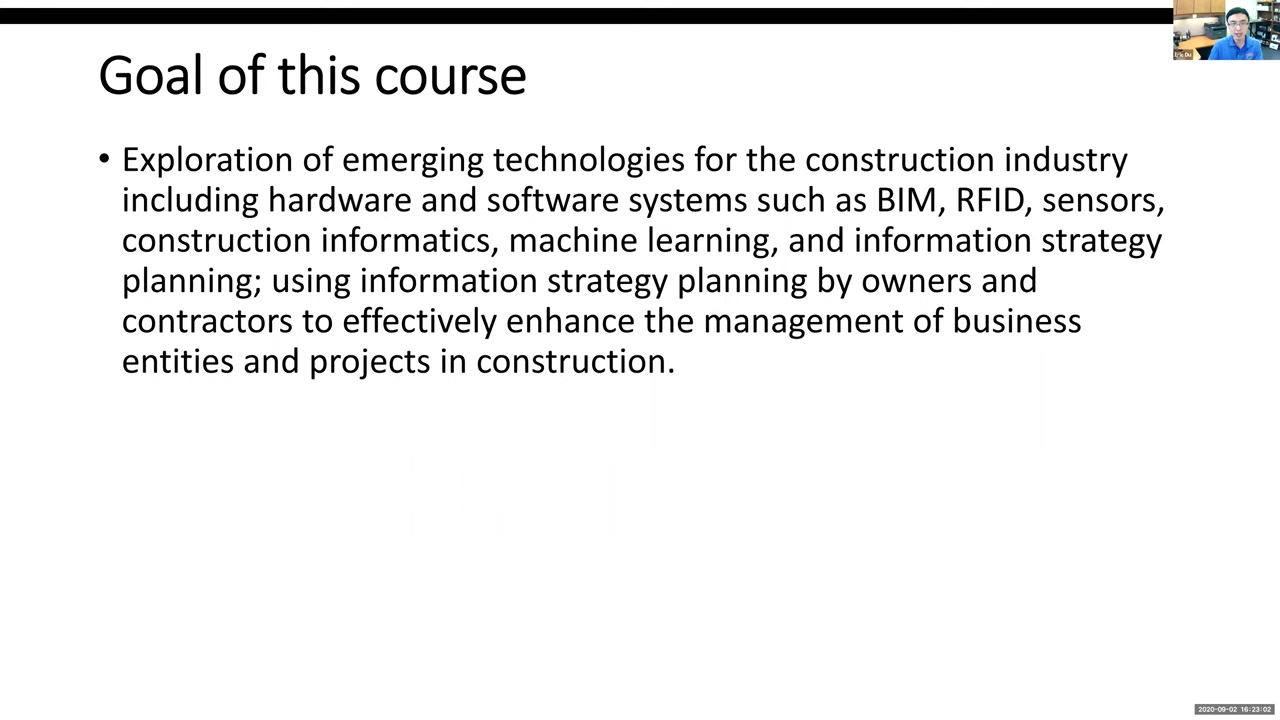 Goal of this course
• Exploration of emerging technologies for the construction industry
including hardware and software systems such as BIM, RFID, sensors,
construction informatics, machine learning, and information strategy
planning; using information strategy planning by owners and
contractors to effectively enhance the management of business
entities and projects in construction.
Eric Du
2020-09-02 16:23:02